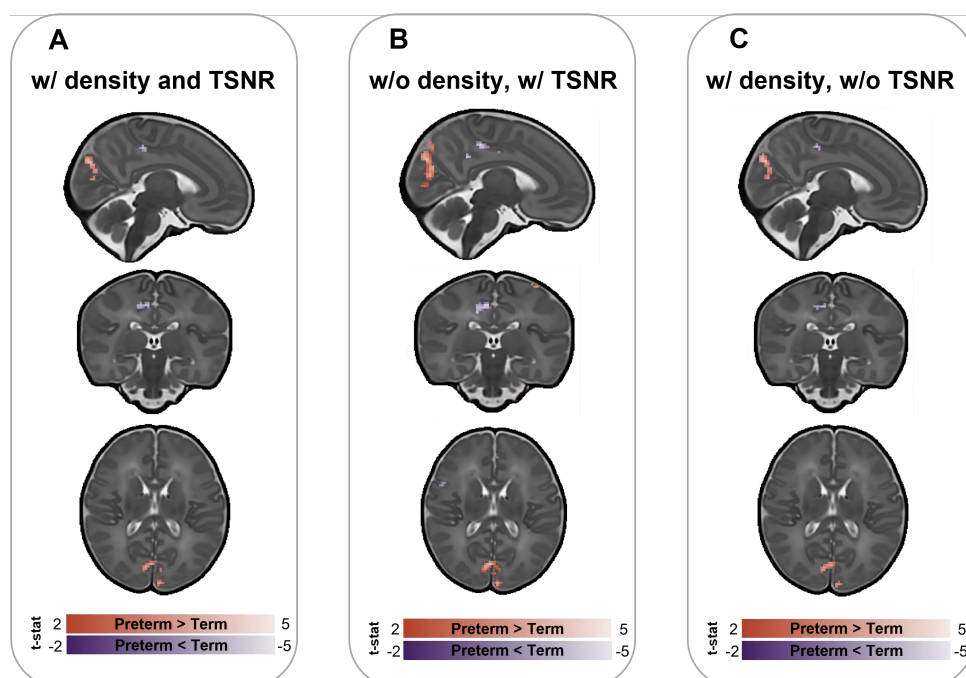 A
w/ density and TSNR
t-stat
2 Preterm > Term 5
-2 Preterm < Term -5
B
w/o density, w/ TSNR
t-stat
2 Preterm > Term 5
-2 Preterm < Term -5
C
w/ density, w/o TSNR
t-stat
2 Preterm > Term 5
-2 Preterm < Term -5